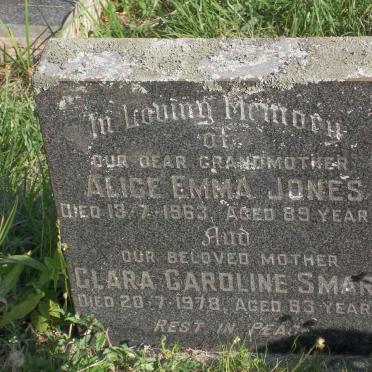 In Loving Memory
of
OUR DEAR GRANDMOTHER
ALICE EMMA JONES
DIED 13-7-1963, AGED 89 YEAR
And
OUR BELOVED MOTHER
CLARA CAROLINE SMAR
DIED 20-7-1978, AGED 83 YEAR
REST IN PEACE